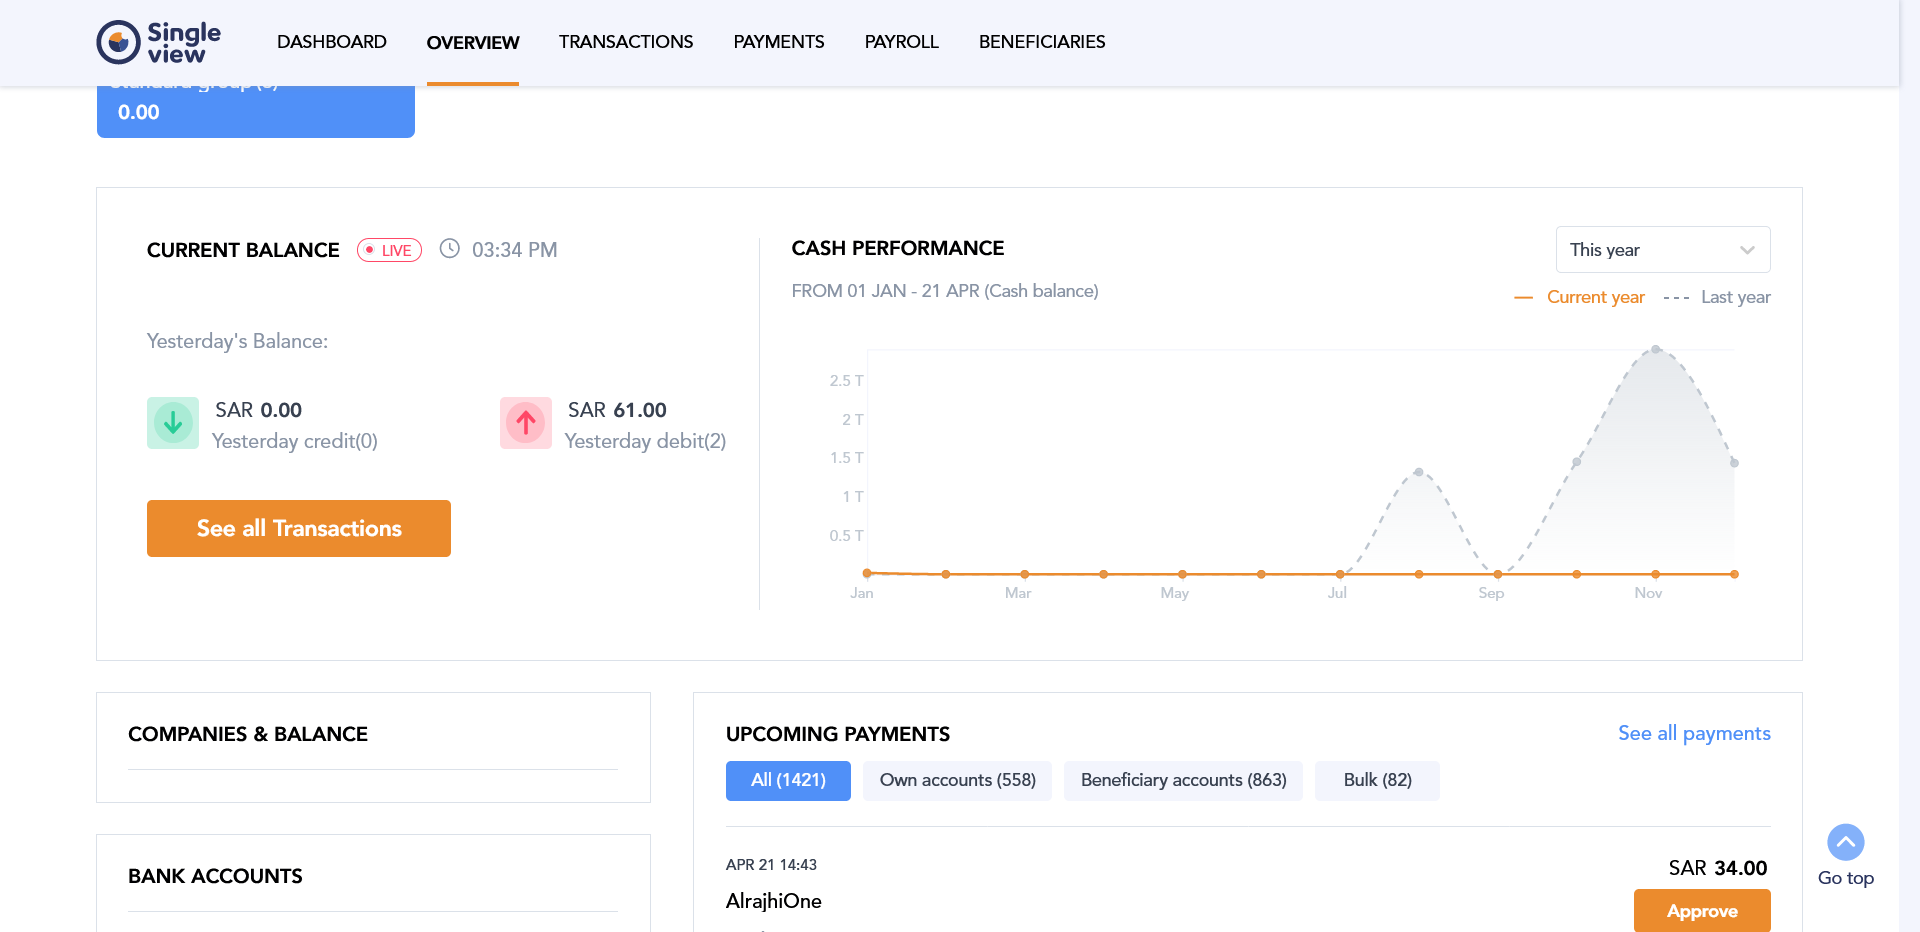 Single view
DASHBOARD
OVERVIEW
TRANSACTIONS
PAYMENTS
PAYROLL
BENEFICIARIES
0.00
CURRENT BALANCE
LIVE
03:34 PM
Yesterday's Balance:
SAR 0.00
Yesterday credit(0)
SAR 61.00
Yesterday debit(2)
See all Transactions
CASH PERFORMANCE
This year
FROM 01 JAN - 21 APR (Cash balance)
Current year
Last year
2.5 T
2 T
1.5 T
1 T
0.5 T
Jan
Mar
May
Jul
Sep
Nov
COMPANIES & BALANCE
BANK ACCOUNTS
UPCOMING PAYMENTS
See all payments
All (1421)
Own accounts (558)
Beneficiary accounts (863)
Bulk (82)
APR 21 14:43
SAR 34.00
AlrajhiOne
Approve
Go top